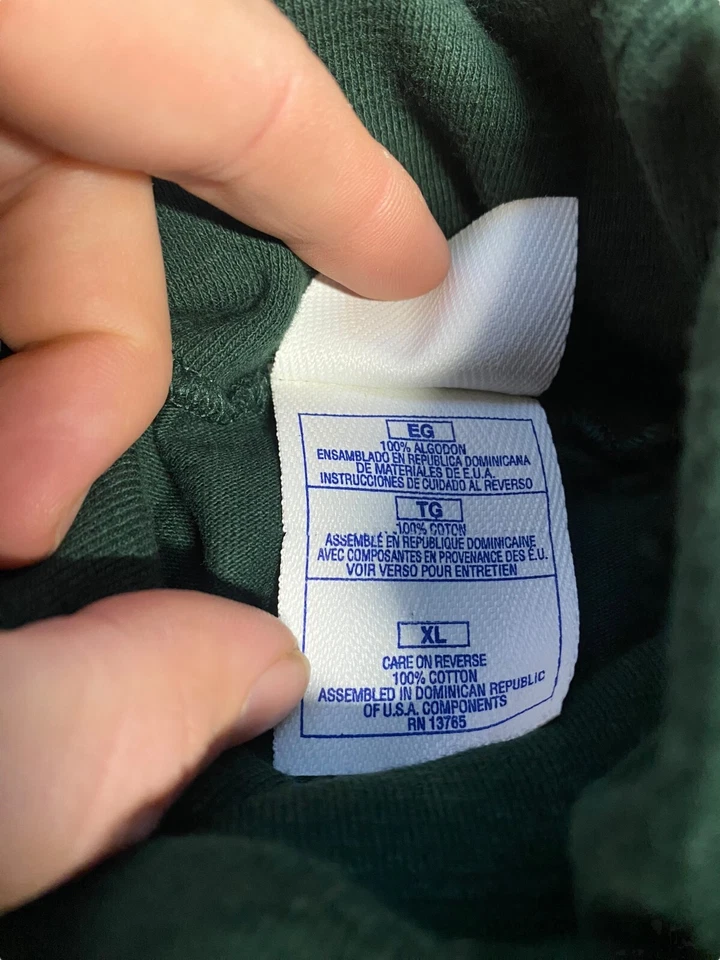 EG
100% ALGODON
ENSAMBLADO EN REPUBLICA DOMINICANA
DE MATERIALES DE E.U.A.
INSTRUCCIONES DE CUIDADO AL REVERSO
TG
100% COTON
ASSEMBLÉ EN REPUBLIQUE DOMINICAINE
AVEC COMPOSANTES EN PROVENANCE DES É.U.
VOIR VERSO POUR ENTRETIEN
XL
CARE ON REVERSE
100% COTTON
ASSEMBLED IN DOMINICAN REPUBLIC
OF U.S.A. COMPONENTS
RN 13765